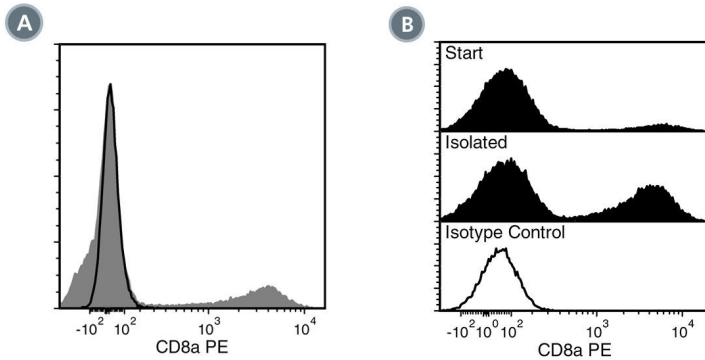 A
B
Start
Isolated
Isotype Control
-10² 10² 10³ 10⁴
CD8a PE
-10² 10⁰ 10² 10³ 10⁴
CD8a PE